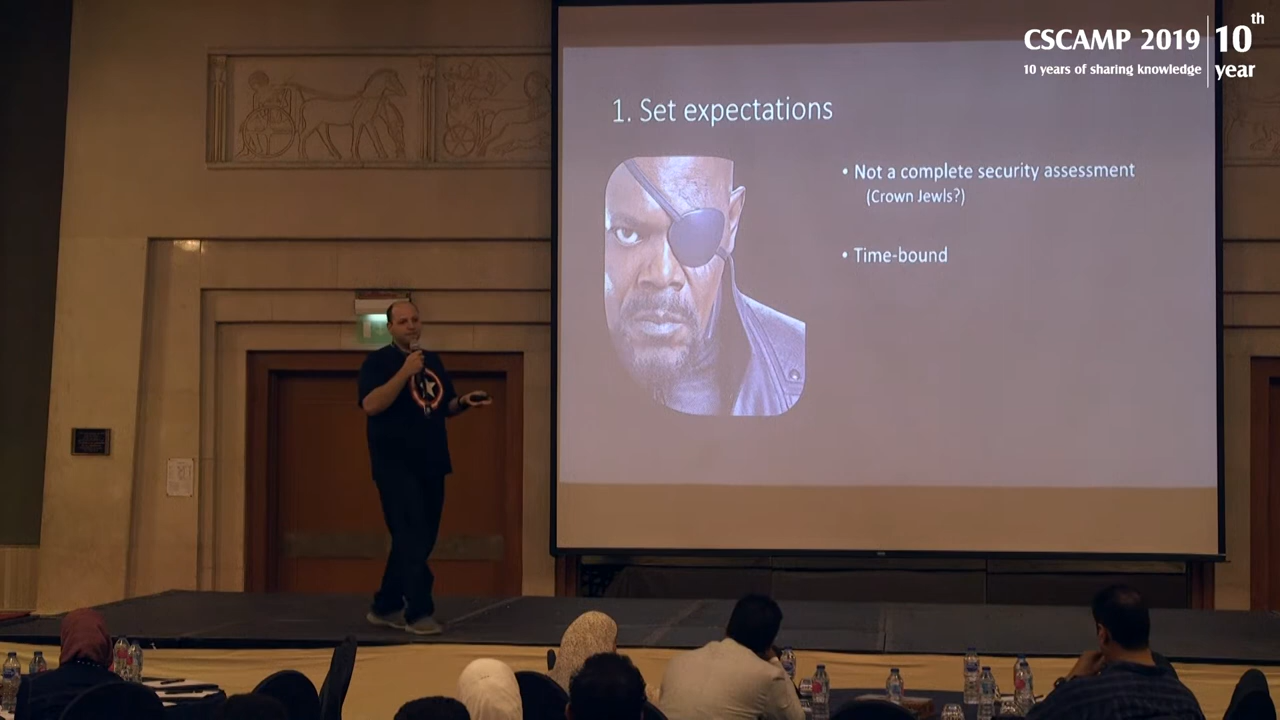 CSCAMP 2019
10 years of sharing knowledge
10th
year
1. Set expectations
• Not a complete security assessment
(Crown Jewls?)
• Time-bound